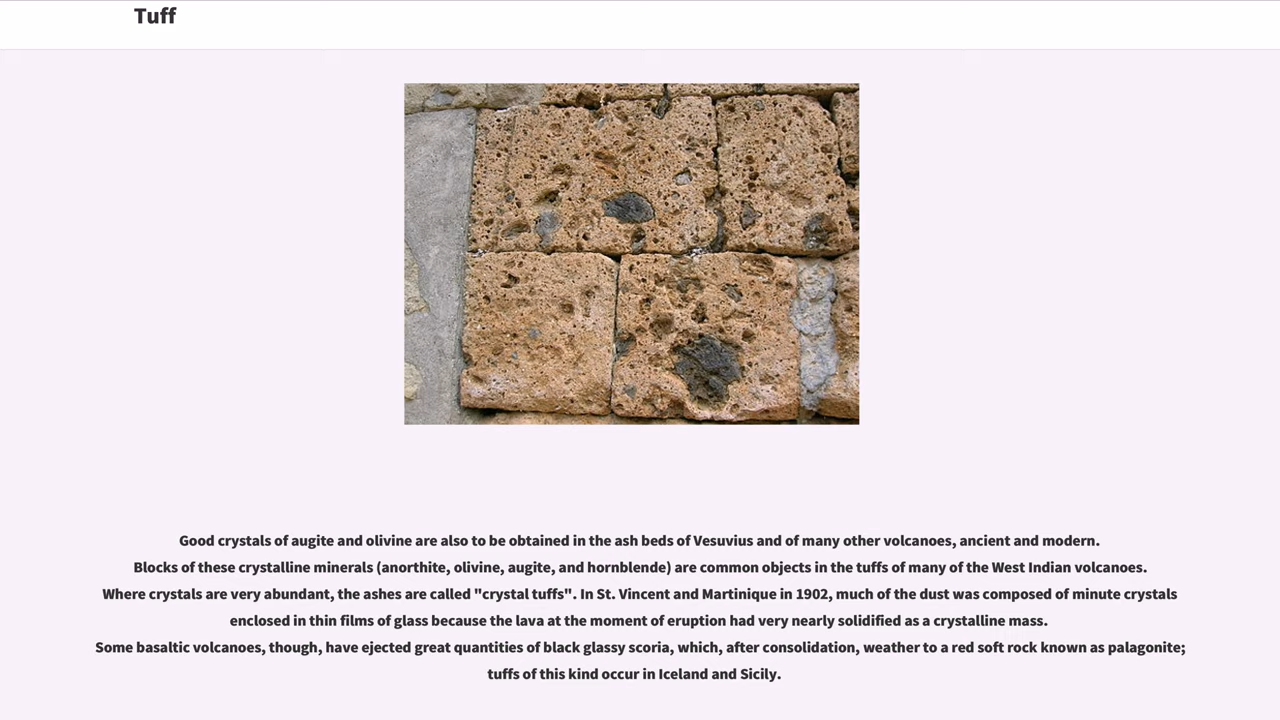 Tuff
Good crystals of augite and olivine are also to be obtained in the ash beds of Vesuvius and of many other volcanoes, ancient and modern.
Blocks of these crystalline minerals (anorthite, olivine, augite, and hornblende) are common objects in the tuffs of many of the West Indian volcanoes.
Where crystals are very abundant, the ashes are called "crystal tuffs". In St. Vincent and Martinique in 1902, much of the dust was composed of minute crystals
enclosed in thin films of glass because the lava at the moment of eruption had very nearly solidified as a crystalline mass.
Some basaltic volcanoes, though, have ejected great quantities of black glassy scoria, which, after consolidation, weather to a red soft rock known as palagonite;
tuffs of this kind occur in Iceland and Sicily.